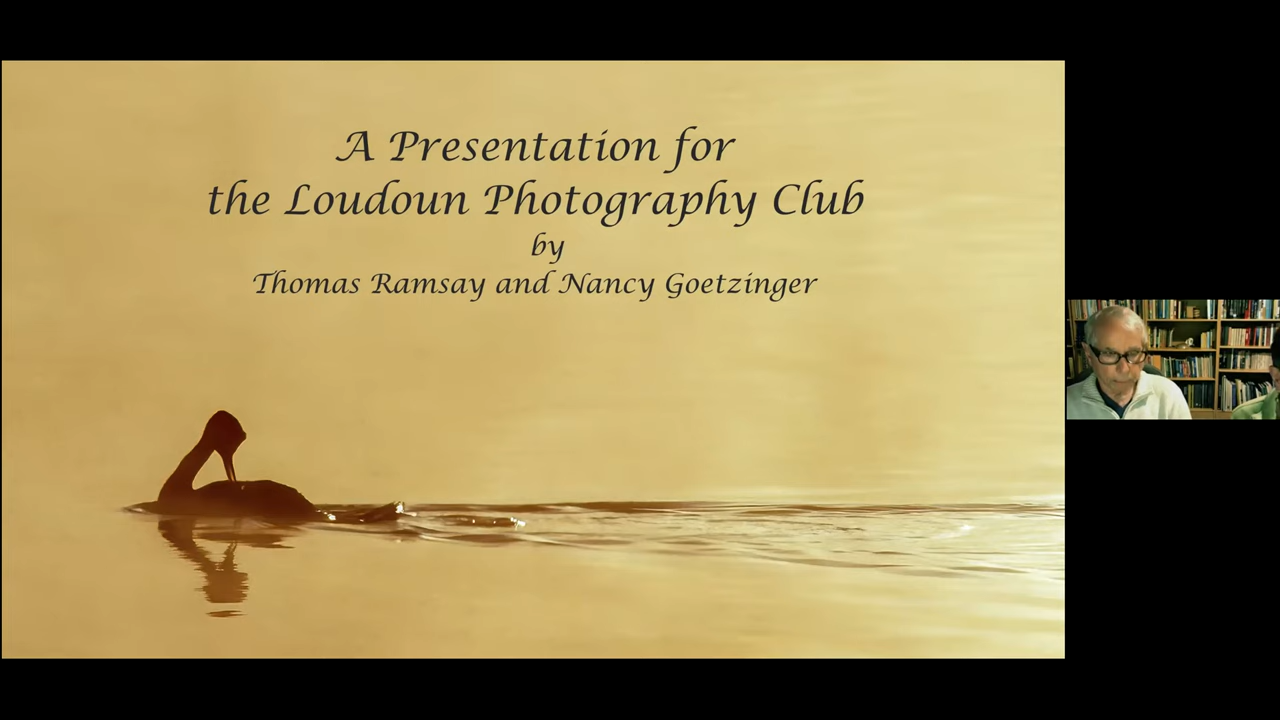 A Presentation for
the Loudoun Photography Club
by
Thomas Ramsay and Nancy Goetzinger